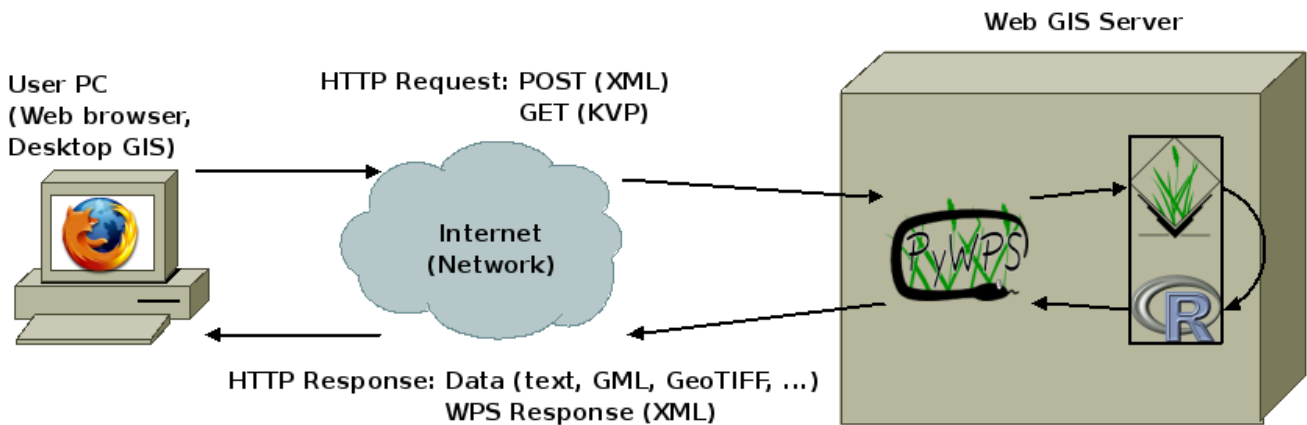 Web GIS Server
User PC
(Web browser,
Desktop GIS)
HTTP Request: POST (XML)
GET (KVP)
Internet
(Network)
PyWPS
R
HTTP Response: Data (text, GML, GeoTIFF, ...)
WPS Response (XML)